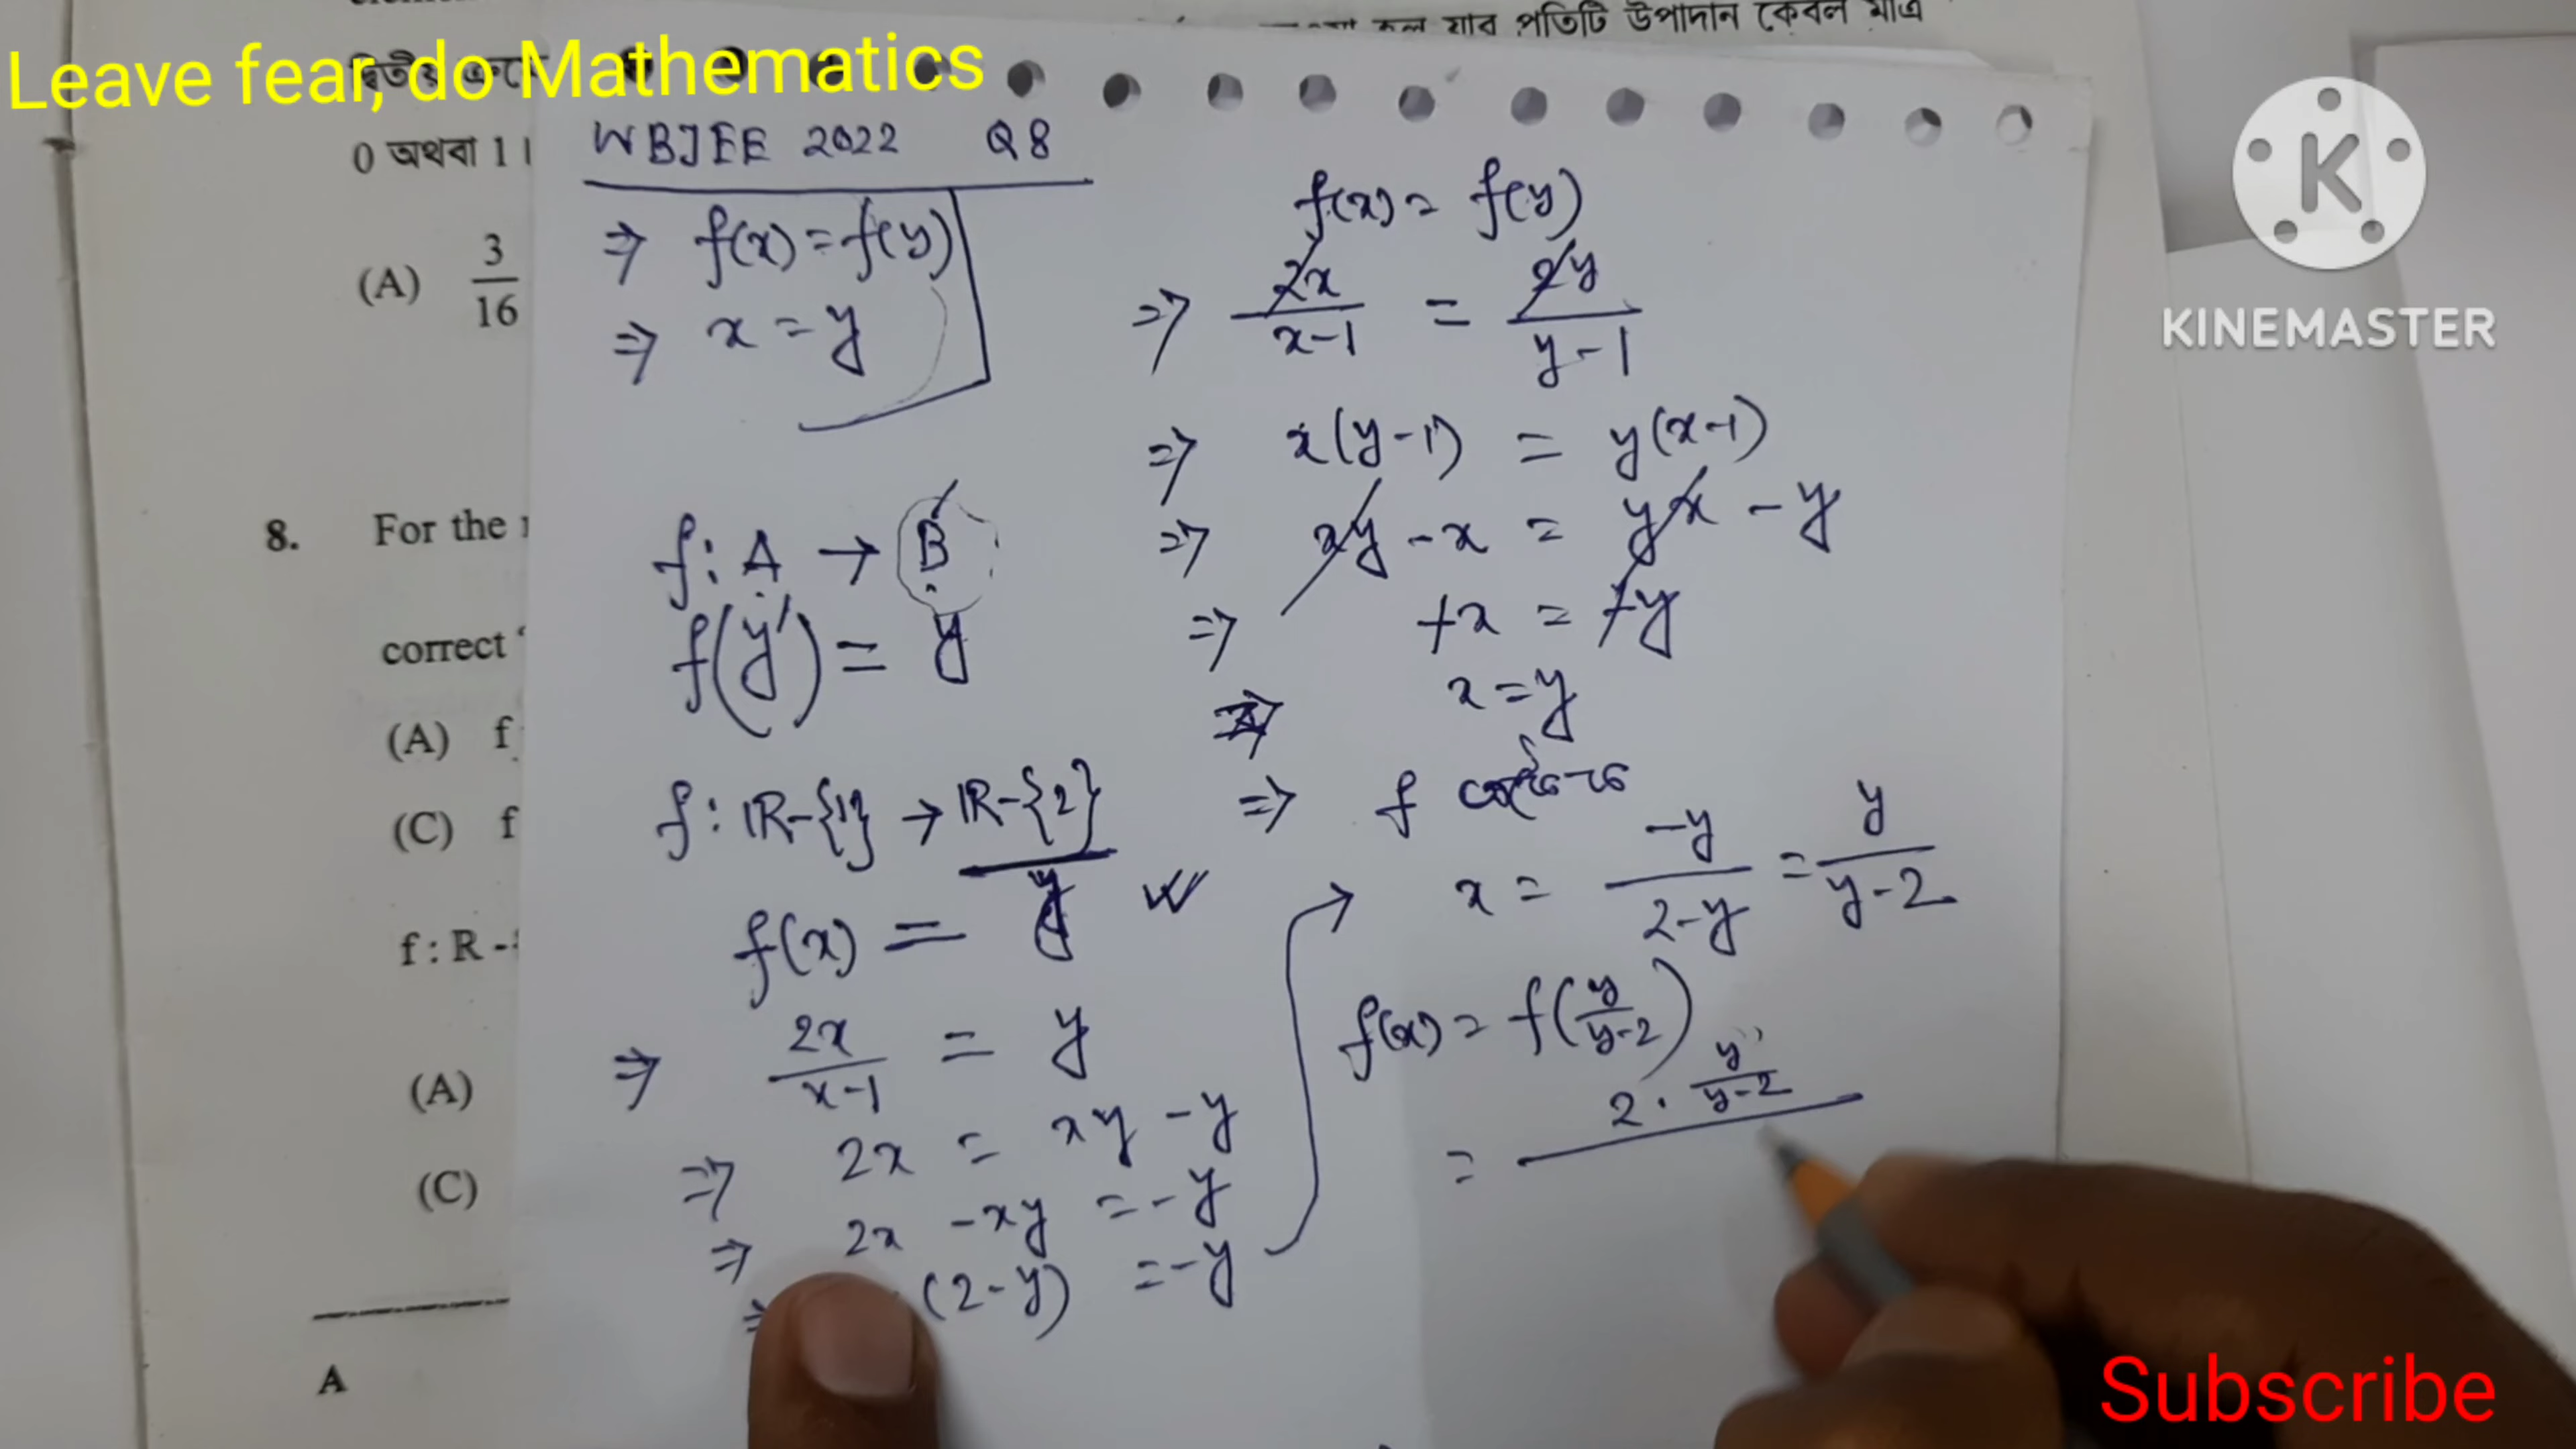 যার প্রতিটি উপাদান কেবল মাত্র
Leave fear, do Mathematics
0 অথবা 1 ।
(A) 3/16
8. For the
correct
(A) f
(C) f
f : R -
(A)
(C)
A
WBJEE 2022 Q8
⇒ f(x) = f(y)
⇒ x = y
f: A → B
f(y') = y
f: IR-{1} → IR-{2}
f(x) = y
⇒ 2x/(x-1) = y
⇒ 2x = xy - y
⇒ 2x - xy = -y
⇒ (2-y) = -y
f(x) = f(y)
⇒ 2x/(x-1) = 2y/(y-1)
⇒ x(y-1) = y(x-1)
⇒ xy - x = yx - y
⇒ +x = +y
⇒ x = y
⇒ f
x = -y/(2-y) = y/(y-2)
f(x) = f(y/(y-2))
= 2 · y/(y-2)
K
KINEMASTER
Subscribe